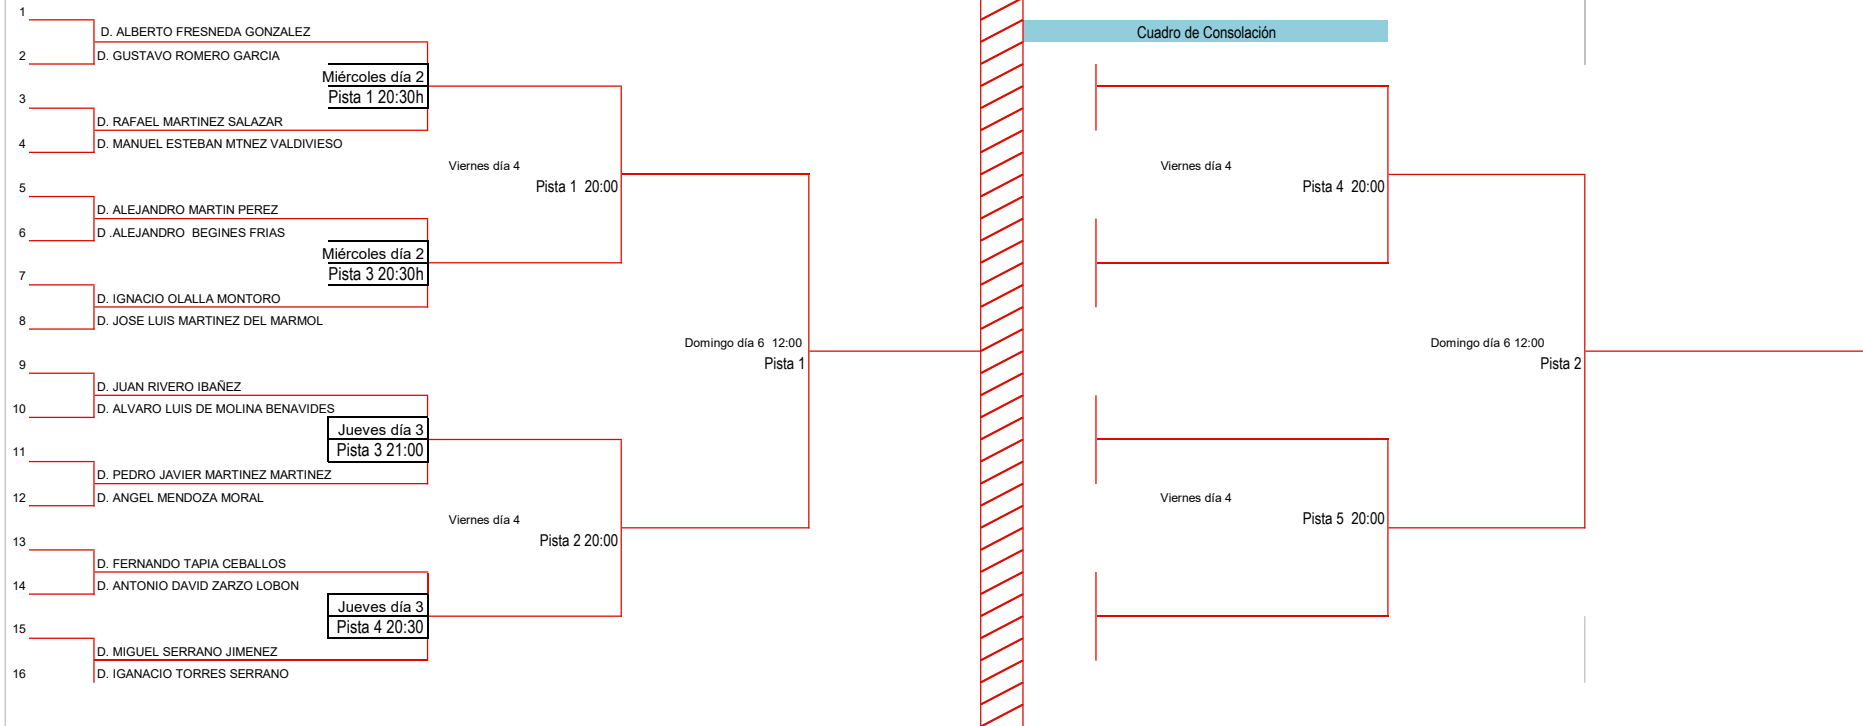 1
D. ALBERTO FRESNEDA GONZALEZ
2
D. GUSTAVO ROMERO GARCIA
Miércoles día 2
Pista 1 20:30h
3
D. RAFAEL MARTINEZ SALAZAR
4
D. MANUEL ESTEBAN MTNEZ VALDIVIESO
Viernes día 4
Pista 1 20:00
5
D. ALEJANDRO MARTIN PEREZ
6
D .ALEJANDRO BEGINES FRIAS
Miércoles día 2
Pista 3 20:30h
7
D. IGNACIO OLALLA MONTORO
8
D. JOSE LUIS MARTINEZ DEL MARMOL
Domingo día 6 12:00
Pista 1
9
D. JUAN RIVERO IBAÑEZ
10
D. ALVARO LUIS DE MOLINA BENAVIDES
Jueves día 3
Pista 3 21:00
11
D. PEDRO JAVIER MARTINEZ MARTINEZ
12
D. ANGEL MENDOZA MORAL
Viernes día 4
Pista 2 20:00
13
D. FERNANDO TAPIA CEBALLOS
14
D. ANTONIO DAVID ZARZO LOBON
Jueves día 3
Pista 4 20:30
15
D. MIGUEL SERRANO JIMENEZ
16
D. IGANACIO TORRES SERRANO
Cuadro de Consolación
Viernes día 4
Pista 4 20:00
Domingo día 6 12:00
Pista 2
Viernes día 4
Pista 5 20:00